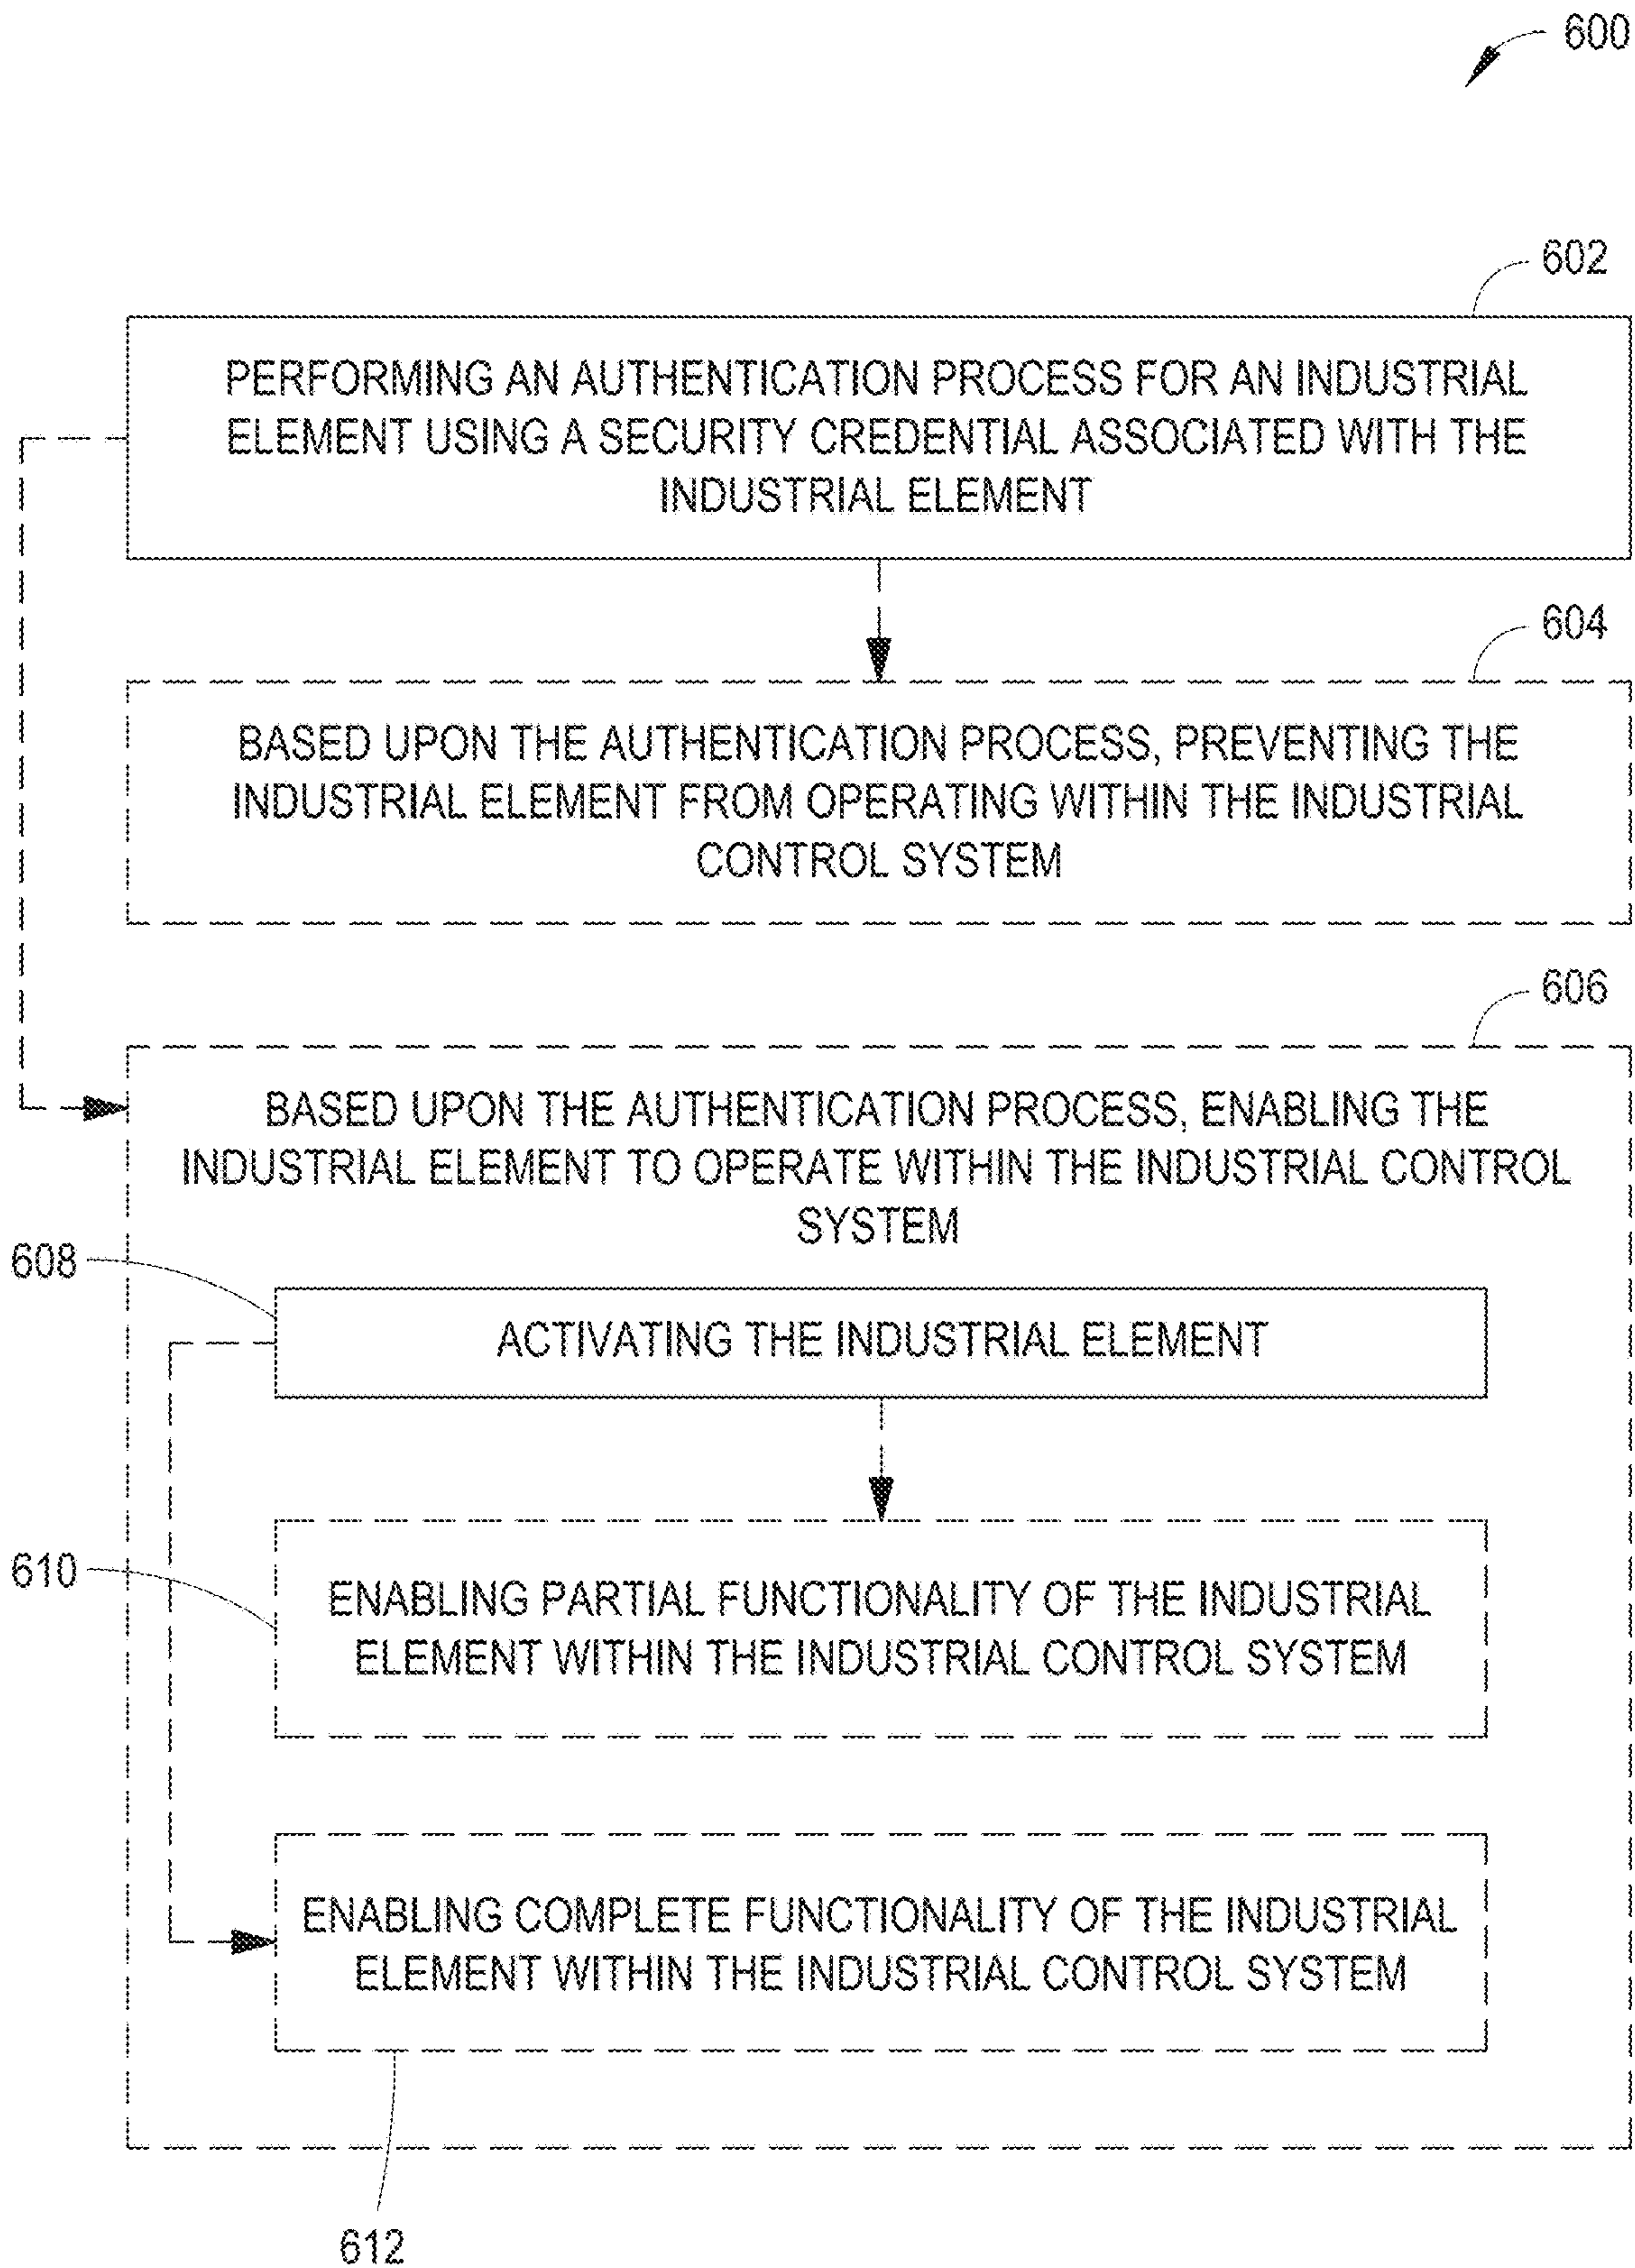 600
602
PERFORMING AN AUTHENTICATION PROCESS FOR AN INDUSTRIAL
ELEMENT USING A SECURITY CREDENTIAL ASSOCIATED WITH THE
INDUSTRIAL ELEMENT
604
BASED UPON THE AUTHENTICATION PROCESS, PREVENTING THE
INDUSTRIAL ELEMENT FROM OPERATING WITHIN THE INDUSTRIAL
CONTROL SYSTEM
606
BASED UPON THE AUTHENTICATION PROCESS, ENABLING THE
INDUSTRIAL ELEMENT TO OPERATE WITHIN THE INDUSTRIAL CONTROL
SYSTEM
608
ACTIVATING THE INDUSTRIAL ELEMENT
610
ENABLING PARTIAL FUNCTIONALITY OF THE INDUSTRIAL
ELEMENT WITHIN THE INDUSTRIAL CONTROL SYSTEM
ENABLING COMPLETE FUNCTIONALITY OF THE INDUSTRIAL
ELEMENT WITHIN THE INDUSTRIAL CONTROL SYSTEM
612